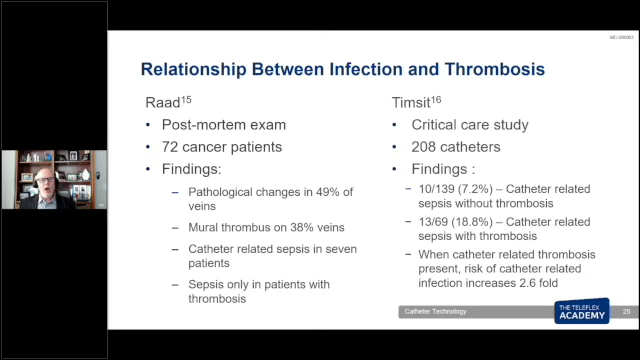 Relationship Between Infection and Thrombosis
Raad15
• Post-mortem exam
• 72 cancer patients
• Findings:
– Pathological changes in 49% of
veins
– Mural thrombus on 38% veins
– Catheter related sepsis in seven
patients
– Sepsis only in patients with
thrombosis
Timsit16
• Critical care study
• 208 catheters
• Findings :
– 10/139 (7.2%) – Catheter related
sepsis without thrombosis
– 13/69 (18.8%) – Catheter related
sepsis with thrombosis
– When catheter related thrombosis
present, risk of catheter related
infection increases 2.6 fold
Catheter Technology
THE TELEFLEX
ACADEMY
25